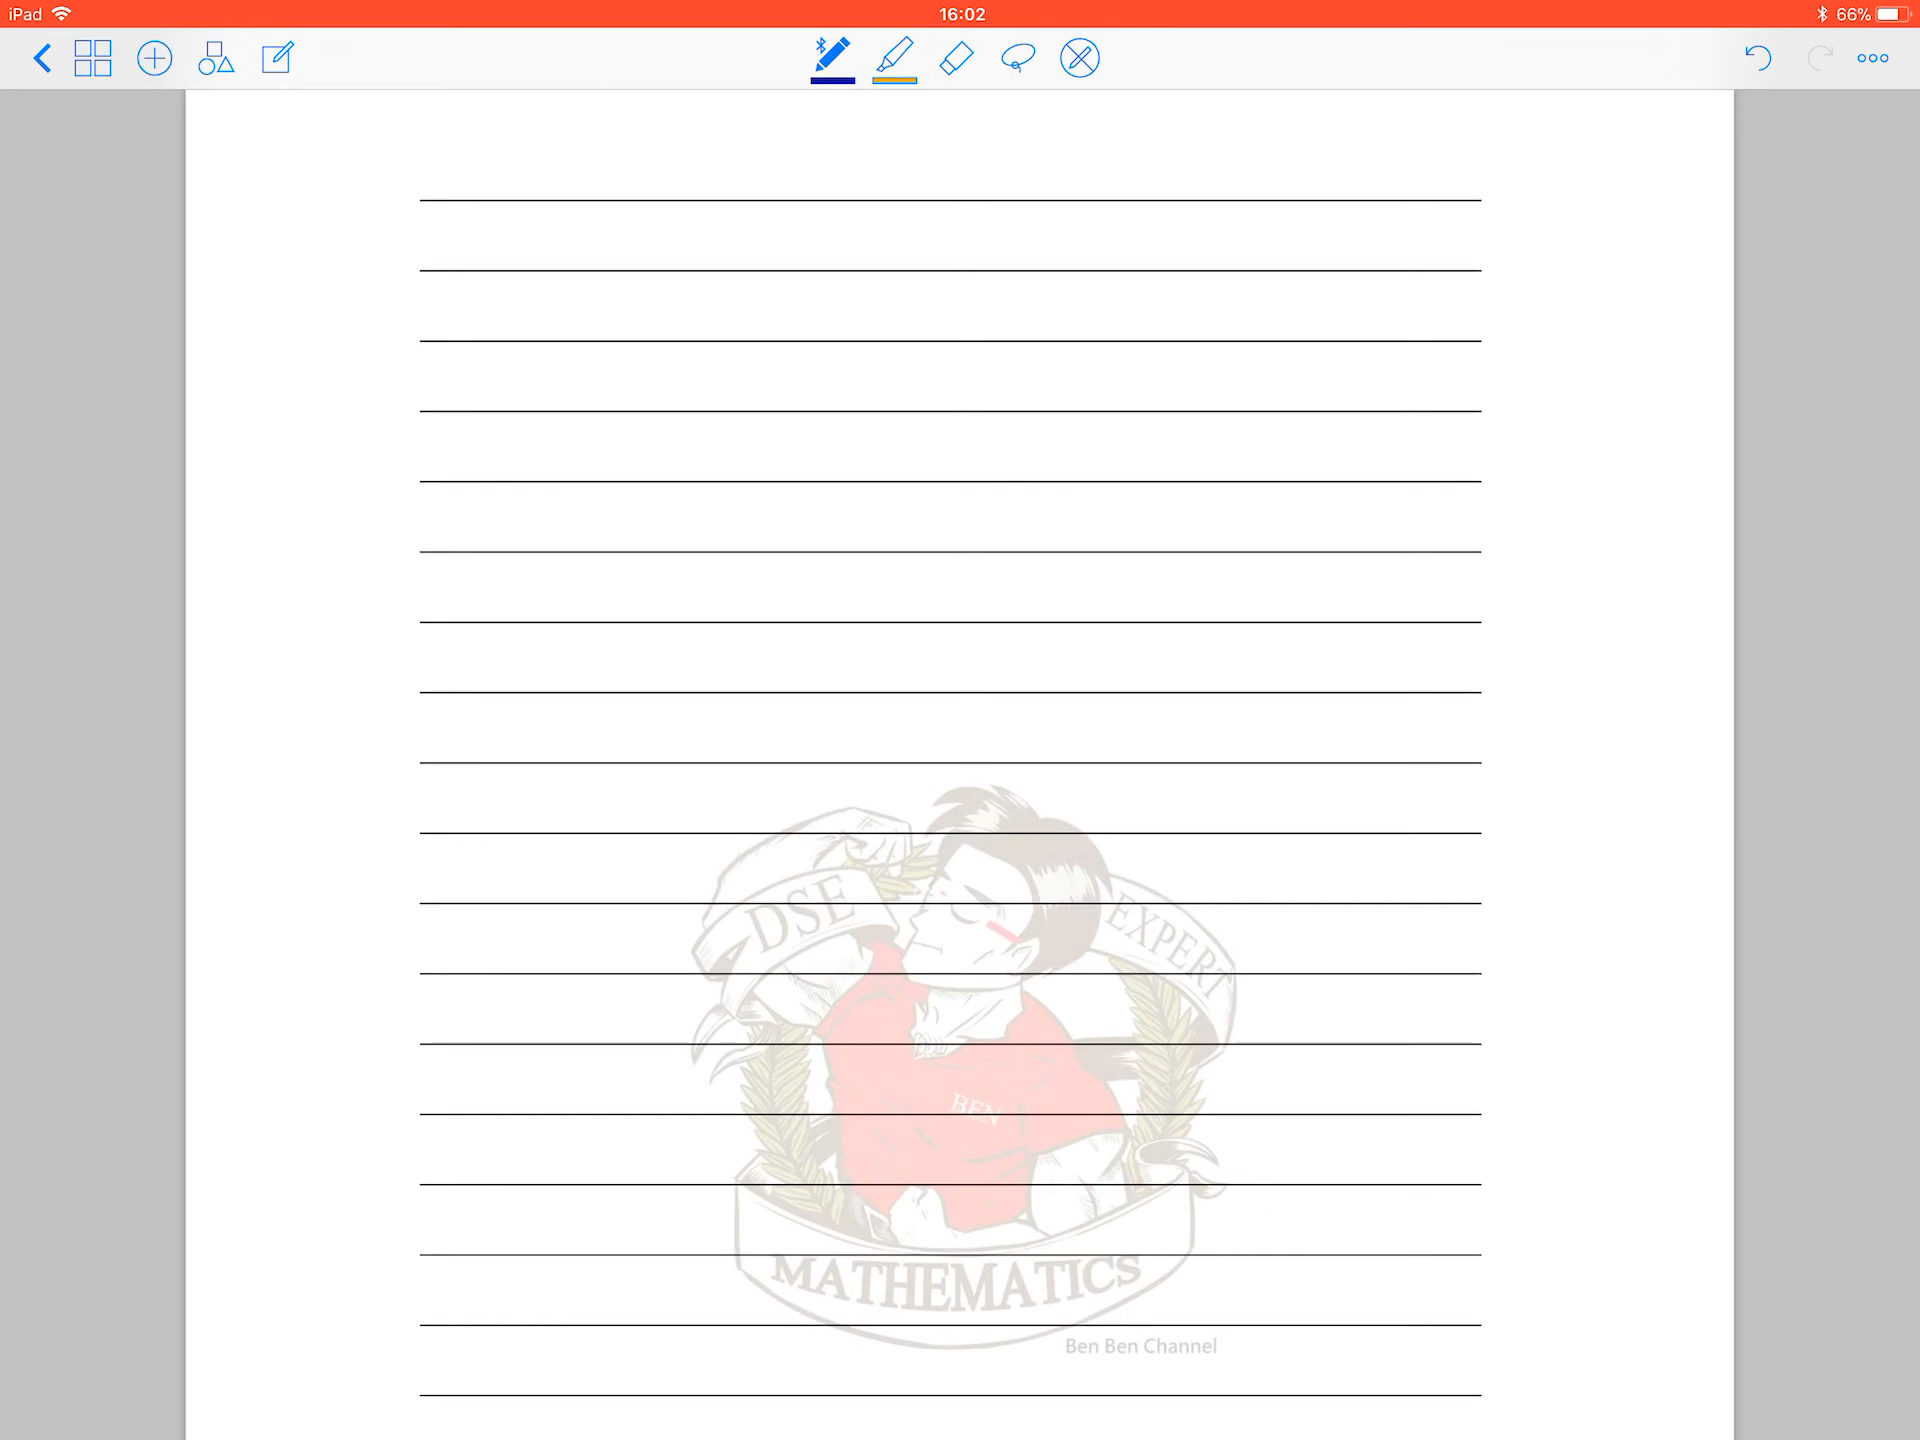 iPad 16:02 66%
DSE EXPERT
BEN
MATHEMATICS
Ben Ben Channel